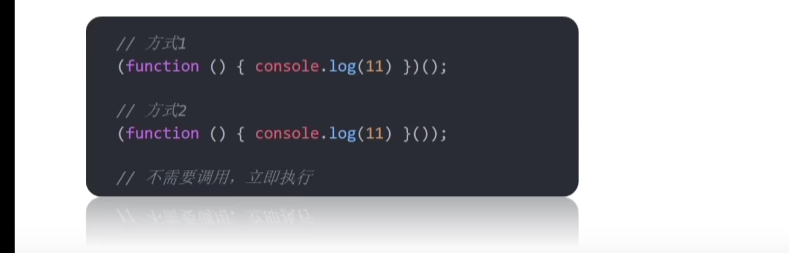 // 方式1
(function () { console.log(11) })();
// 方式2
(function () { console.log(11) }());
// 不需要调用，立即执行